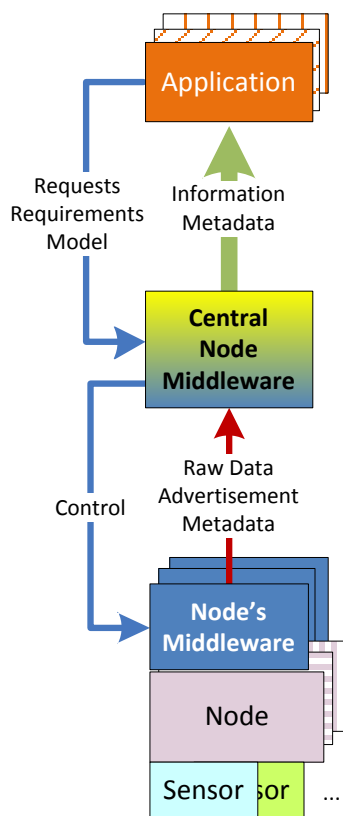 Application
Requests
Requirements
Model
Information
Metadata
Central
Node
Middleware
Control
Raw Data
Advertisement
Metadata
Node's
Middleware
Node
Sensor
sor
...